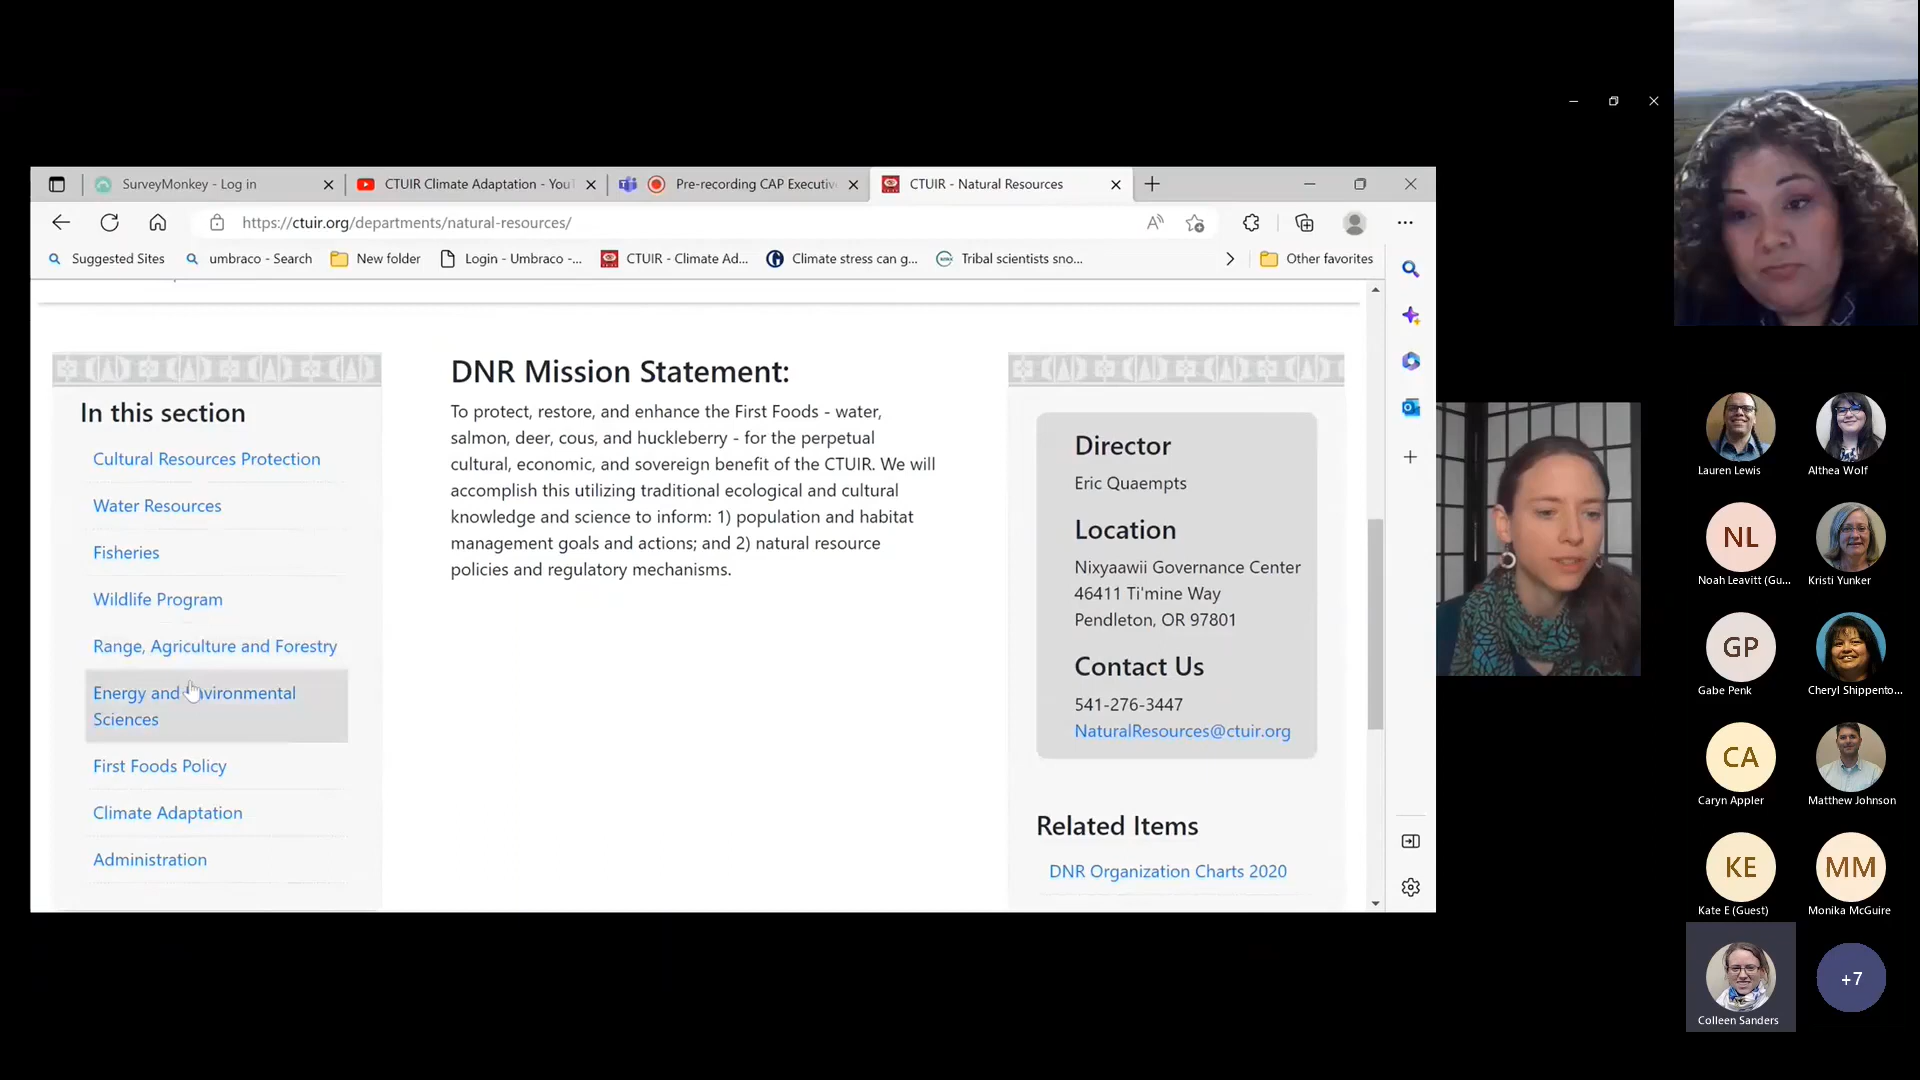 SurveyMonkey - Log in
CTUIR Climate Adaptation - You
Pre-recording CAP Executiv
CTUIR - Natural Resources
https://ctuir.org/departments/natural-resources/
Suggested Sites
umbraco - Search
New folder
Login - Umbraco -...
CTUIR - Climate Ad...
Climate stress can g...
Tribal scientists sno...
Other favorites
In this section
Cultural Resources Protection
Water Resources
Fisheries
Wildlife Program
Range, Agriculture and Forestry
Energy and Environmental
Sciences
First Foods Policy
Climate Adaptation
Administration
DNR Mission Statement:
To protect, restore, and enhance the First Foods - water,
salmon, deer, cous, and huckleberry - for the perpetual
cultural, economic, and sovereign benefit of the CTUIR. We will
accomplish this utilizing traditional ecological and cultural
knowledge and science to inform: 1) population and habitat
management goals and actions; and 2) natural resource
policies and regulatory mechanisms.
Director
Eric Quaempts
Location
Nixyaawii Governance Center
46411 Ti'mine Way
Pendleton, OR 97801
Contact Us
541-276-3447
NaturalResources@ctuir.org
Related Items
DNR Organization Charts 2020
Lauren Lewis
Althea Wolf
NL
Noah Leavitt (Gu...
Kristi Yunker
GP
Gabe Penk
Cheryl Shippento...
CA
Caryn Appler
Matthew Johnson
KE
Kate E (Guest)
MM
Monika McGuire
Colleen Sanders
+7